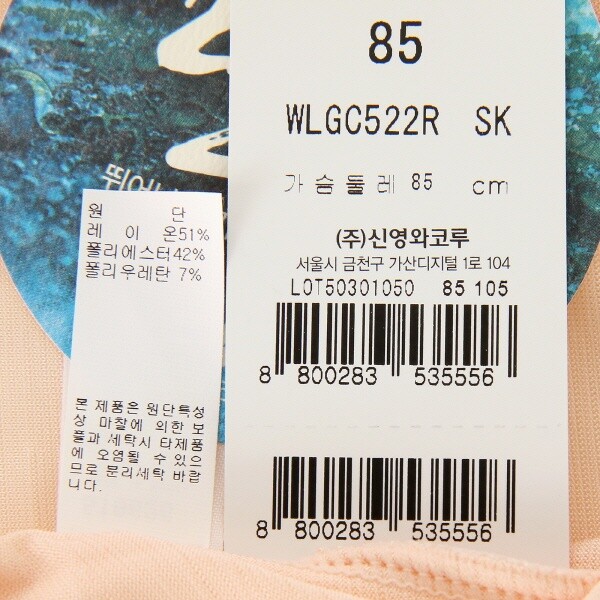 85
WLGC522R SK
가슴둘레 85 cm
(주)신영와코루
서울시 금천구 가산디지털 1로 104
LOT50301050 85 105
8 800283 535556
8 800283 535556
원 단
레 이 온51%
폴리에스터42%
폴리우레탄 7%
본 제품은 원단특성
상 마찰에 의한 보
풀과 세탁시 타제품
에 오염될 수 있으
므로 분리세탁 바랍
니다.